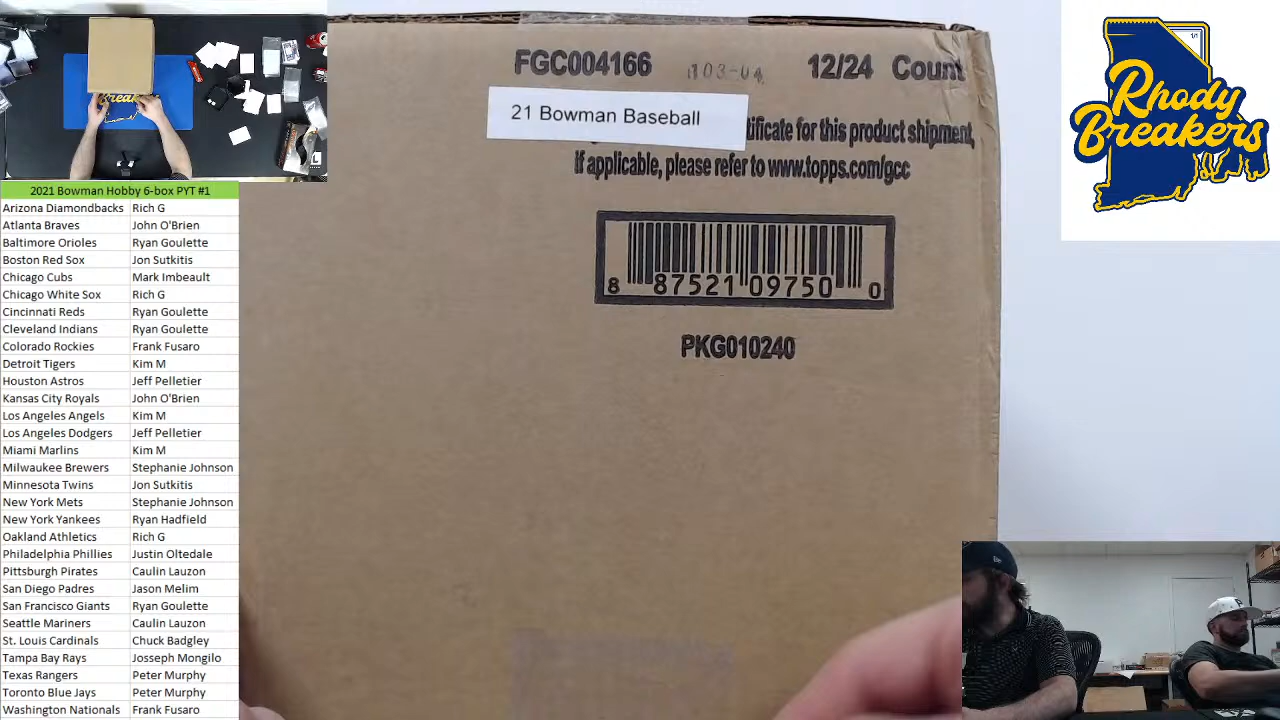 FGC004166
12/24 Count
21 Bowman Baseball
tificate for this product shipment,
If applicable, please refer to www.topps.com/gcc
8 87521 09750 0
PKG010240
Rhody
Breakers
1/1
2021 Bowman Hobby 6-box PYT #1
Arizona Diamondbacks Rich G
Atlanta Braves John O'Brien
Baltimore Orioles Ryan Goulette
Boston Red Sox Jon Sutkitis
Chicago Cubs Mark Imbeault
Chicago White Sox Rich G
Cincinnati Reds Ryan Goulette
Cleveland Indians Ryan Goulette
Colorado Rockies Frank Fusaro
Detroit Tigers Kim M
Houston Astros Jeff Pelletier
Kansas City Royals John O'Brien
Los Angeles Angels Kim M
Los Angeles Dodgers Jeff Pelletier
Miami Marlins Kim M
Milwaukee Brewers Stephanie Johnson
Minnesota Twins Jon Sutkitis
New York Mets Stephanie Johnson
New York Yankees Ryan Hadfield
Oakland Athletics Rich G
Philadelphia Phillies Justin Oltedale
Pittsburgh Pirates Caulin Lauzon
San Diego Padres Jason Melim
San Francisco Giants Ryan Goulette
Seattle Mariners Caulin Lauzon
St. Louis Cardinals Chuck Badgley
Tampa Bay Rays Josseph Mongilo
Texas Rangers Peter Murphy
Toronto Blue Jays Peter Murphy
Washington Nationals Frank Fusaro